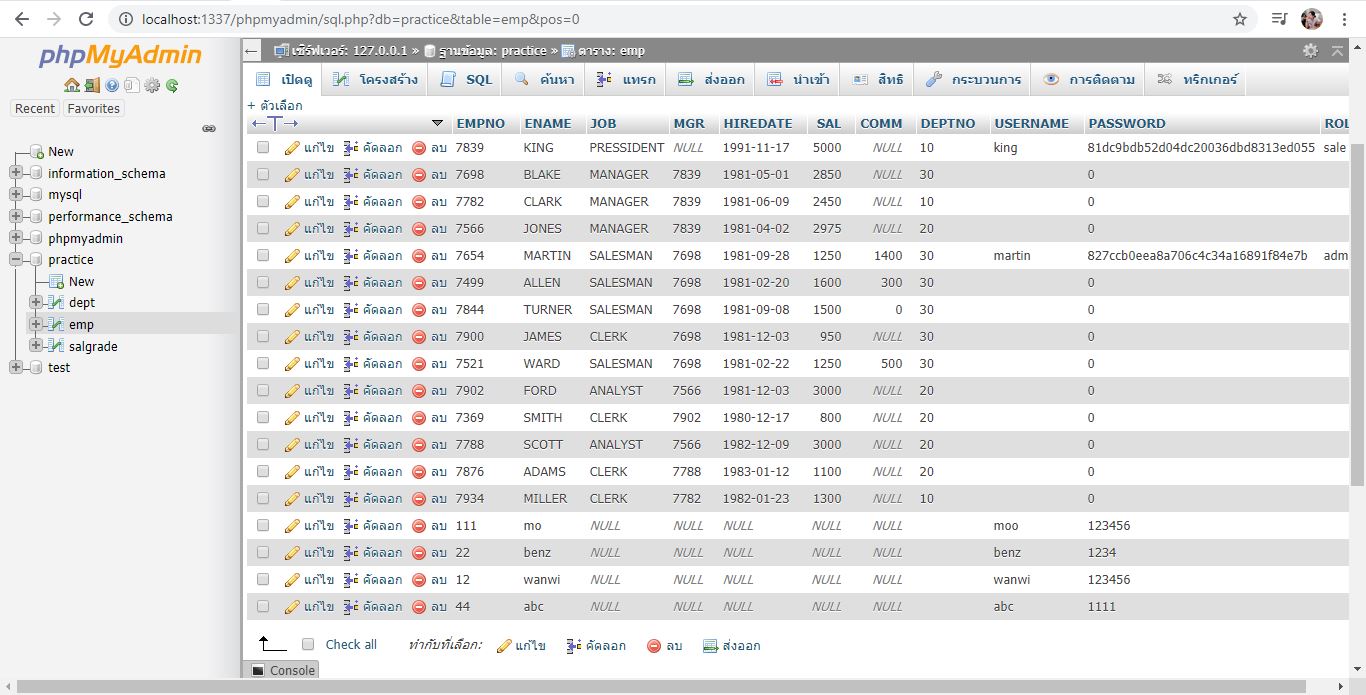 localhost:1337/phpmyadmin/sql.php?db=practice&table=emp&pos=0
phpMyAdmin
Recent Favorites
New
information_schema
mysql
performance_schema
phpmyadmin
practice
New
dept
emp
salgrade
test
เซิร์ฟเวอร์: 127.0.0.1 » ฐานข้อมูล: practice » ตาราง: emp
เปิดดู โครงสร้าง SQL ค้นหา แทรก ส่งออก นำเข้า สิทธิ กระบวนการ การติดตาม ทริกเกอร์
+ ตัวเลือก
EMPNO ENAME JOB MGR HIREDATE SAL COMM DEPTNO USERNAME PASSWORD ROL
แก้ไข คัดลอก ลบ 7839 KING PRESSIDENT NULL 1991-11-17 5000 NULL 10 king 81dc9bdb52d04dc20036dbd8313ed055 sale
แก้ไข คัดลอก ลบ 7698 BLAKE MANAGER 7839 1981-05-01 2850 NULL 30 0
แก้ไข คัดลอก ลบ 7782 CLARK MANAGER 7839 1981-06-09 2450 NULL 10 0
แก้ไข คัดลอก ลบ 7566 JONES MANAGER 7839 1981-04-02 2975 NULL 20 0
แก้ไข คัดลอก ลบ 7654 MARTIN SALESMAN 7698 1981-09-28 1250 1400 30 martin 827ccb0eea8a706c4c34a16891f84e7b adm
แก้ไข คัดลอก ลบ 7499 ALLEN SALESMAN 7698 1981-02-20 1600 300 30 0
แก้ไข คัดลอก ลบ 7844 TURNER SALESMAN 7698 1981-09-08 1500 0 30 0
แก้ไข คัดลอก ลบ 7900 JAMES CLERK 7698 1981-12-03 950 NULL 30 0
แก้ไข คัดลอก ลบ 7521 WARD SALESMAN 7698 1981-02-22 1250 500 30 0
แก้ไข คัดลอก ลบ 7902 FORD ANALYST 7566 1981-12-03 3000 NULL 20 0
แก้ไข คัดลอก ลบ 7369 SMITH CLERK 7902 1980-12-17 800 NULL 20 0
แก้ไข คัดลอก ลบ 7788 SCOTT ANALYST 7566 1982-12-09 3000 NULL 20 0
แก้ไข คัดลอก ลบ 7876 ADAMS CLERK 7788 1983-01-12 1100 NULL 20 0
แก้ไข คัดลอก ลบ 7934 MILLER CLERK 7782 1982-01-23 1300 NULL 10 0
แก้ไข คัดลอก ลบ 111 mo NULL NULL NULL NULL NULL moo 123456
แก้ไข คัดลอก ลบ 22 benz NULL NULL NULL NULL NULL benz 1234
แก้ไข คัดลอก ลบ 12 wanwi NULL NULL NULL NULL NULL wanwi 123456
แก้ไข คัดลอก ลบ 44 abc NULL NULL NULL NULL NULL abc 1111
Check all ทำกับที่เลือก: แก้ไข คัดลอก ลบ ส่งออก
Console